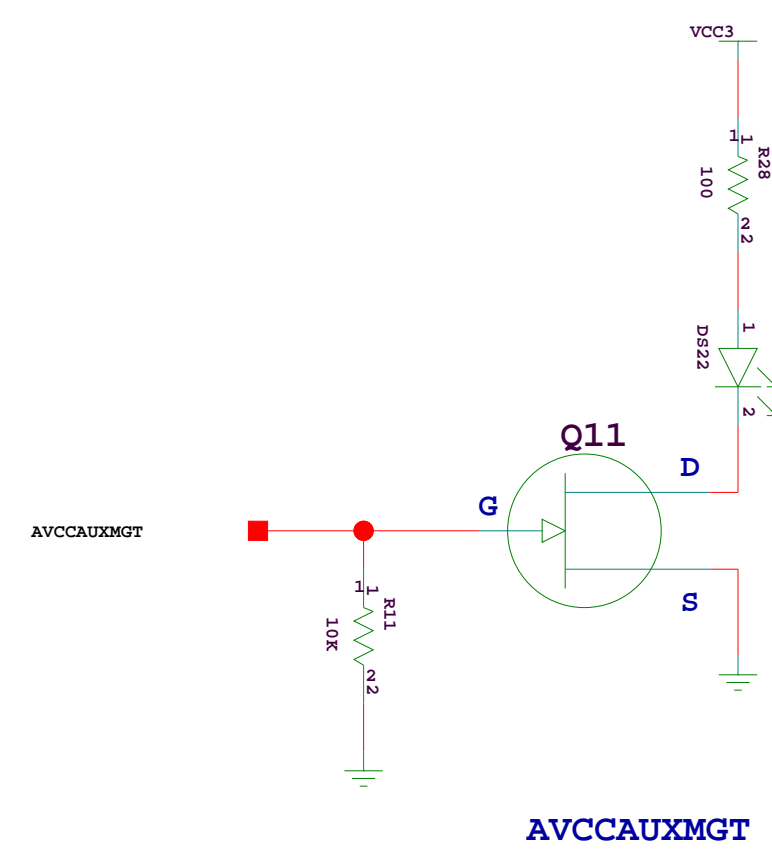 VCC3
1 1
R28
100
2 2
1
DS22
2
Q11
D
G
AVCCAUXMGT
1 1
R11
10K
2 2
S
AVCCAUXMGT